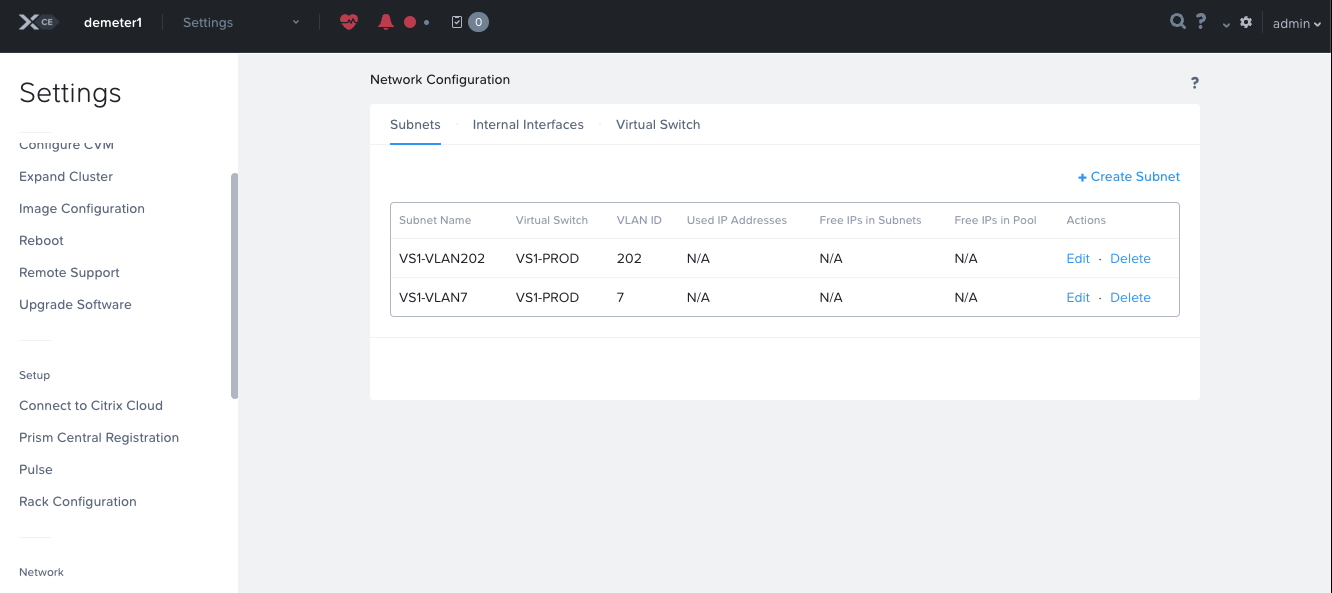 X CE demeter1 Settings 0 ? admin
Settings
Configure CVM
Expand Cluster
Image Configuration
Reboot
Remote Support
Upgrade Software
Setup
Connect to Citrix Cloud
Prism Central Registration
Pulse
Rack Configuration
Network
Network Configuration ?
Subnets · Internal Interfaces · Virtual Switch
+ Create Subnet
Subnet Name Virtual Switch VLAN ID Used IP Addresses Free IPs in Subnets Free IPs in Pool Actions
VS1-VLAN202 VS1-PROD 202 N/A N/A N/A Edit · Delete
VS1-VLAN7 VS1-PROD 7 N/A N/A N/A Edit · Delete